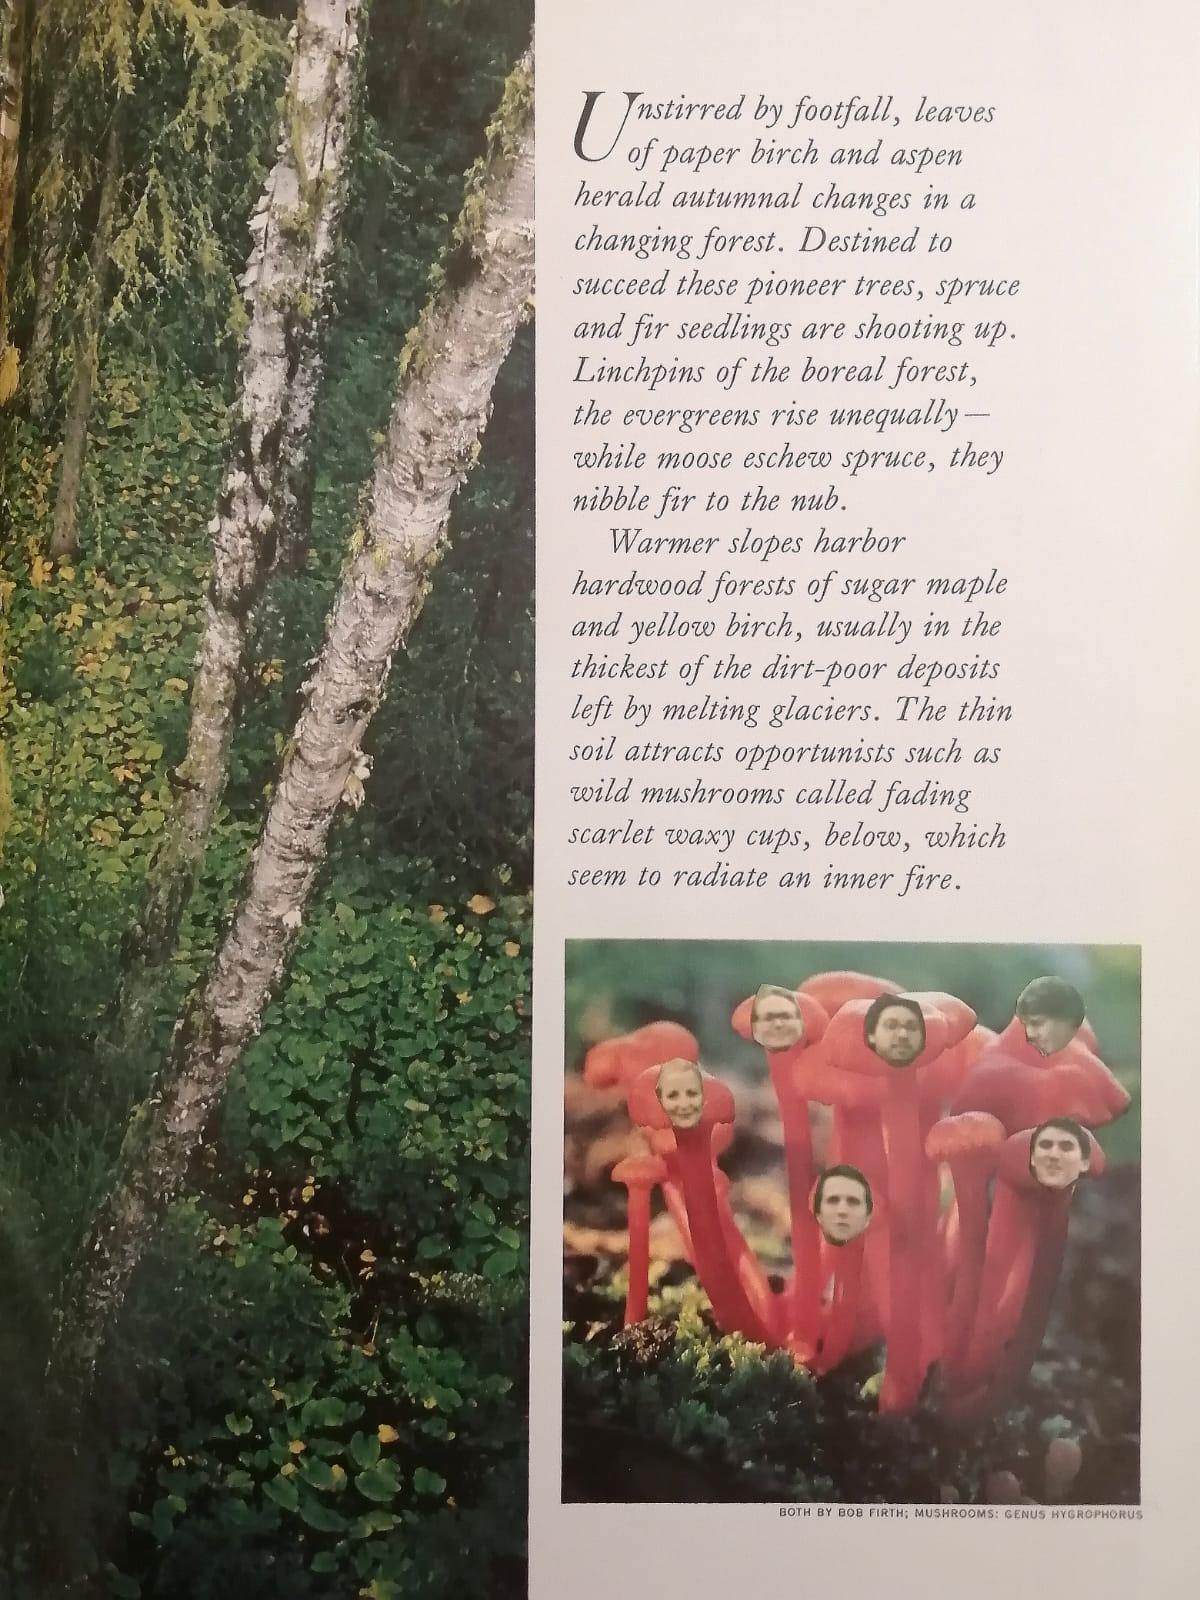 Unstirred by footfall, leaves
of paper birch and aspen
herald autumnal changes in a
changing forest. Destined to
succeed these pioneer trees, spruce
and fir seedlings are shooting up.
Linchpins of the boreal forest,
the evergreens rise unequally—
while moose eschew spruce, they
nibble fir to the nub.
Warmer slopes harbor
hardwood forests of sugar maple
and yellow birch, usually in the
thickest of the dirt-poor deposits
left by melting glaciers. The thin
soil attracts opportunists such as
wild mushrooms called fading
scarlet waxy cups, below, which
seem to radiate an inner fire.
BOTH BY BOB FIRTH; MUSHROOMS: GENUS HYGROPHORUS